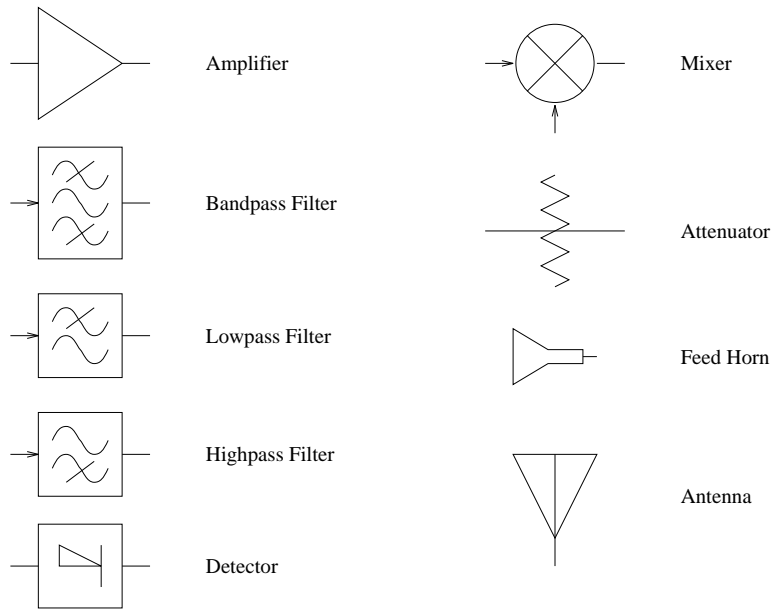 Amplifier
Bandpass Filter
Lowpass Filter
Highpass Filter
Detector
Mixer
Attenuator
Feed Horn
Antenna